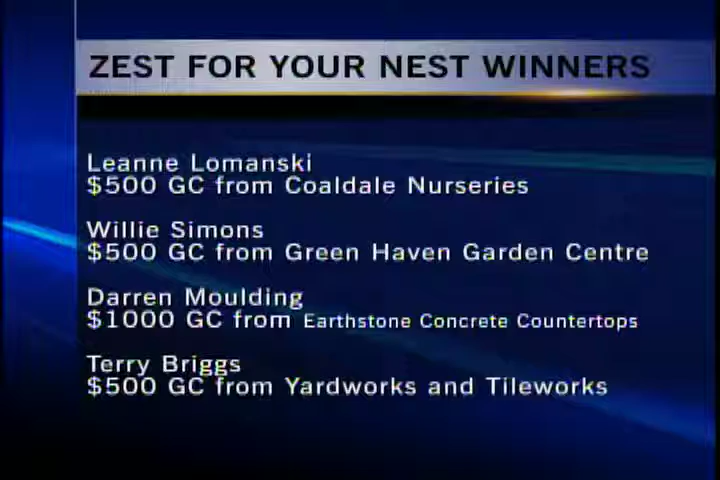 ZEST FOR YOUR NEST WINNERS
Leanne Lomanski
$500 GC from Coaldale Nurseries
Willie Simons
$500 GC from Green Haven Garden Centre
Darren Moulding
$1000 GC from Earthstone Concrete Countertops
Terry Briggs
$500 GC from Yardworks and Tileworks